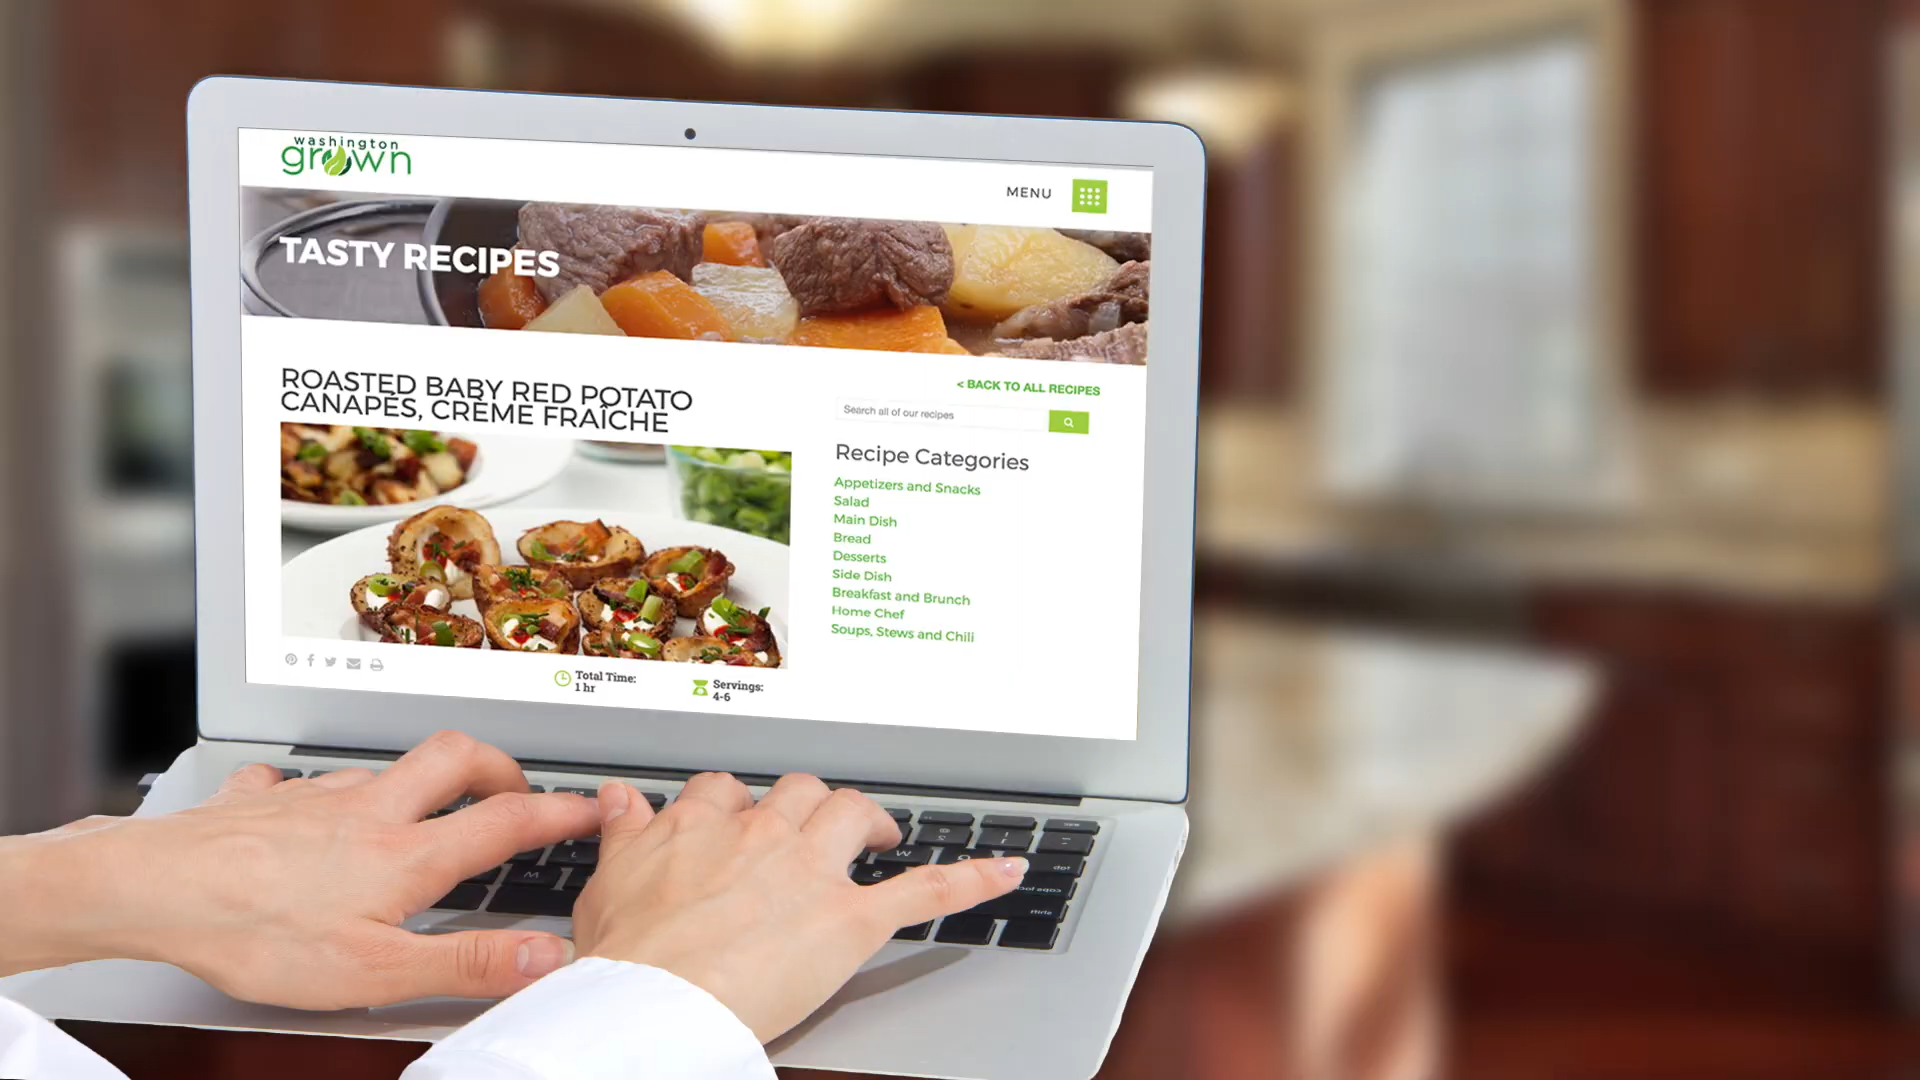 washington
grown
MENU
TASTY RECIPES
ROASTED BABY RED POTATO
CANAPÉS, CRÈME FRAÎCHE
< BACK TO ALL RECIPES
Search all of our recipes
Recipe Categories
Appetizers and Snacks
Salad
Main Dish
Bread
Desserts
Side Dish
Breakfast and Brunch
Home Chef
Soups, Stews and Chili
Total Time:
1 hr
Servings:
4-6